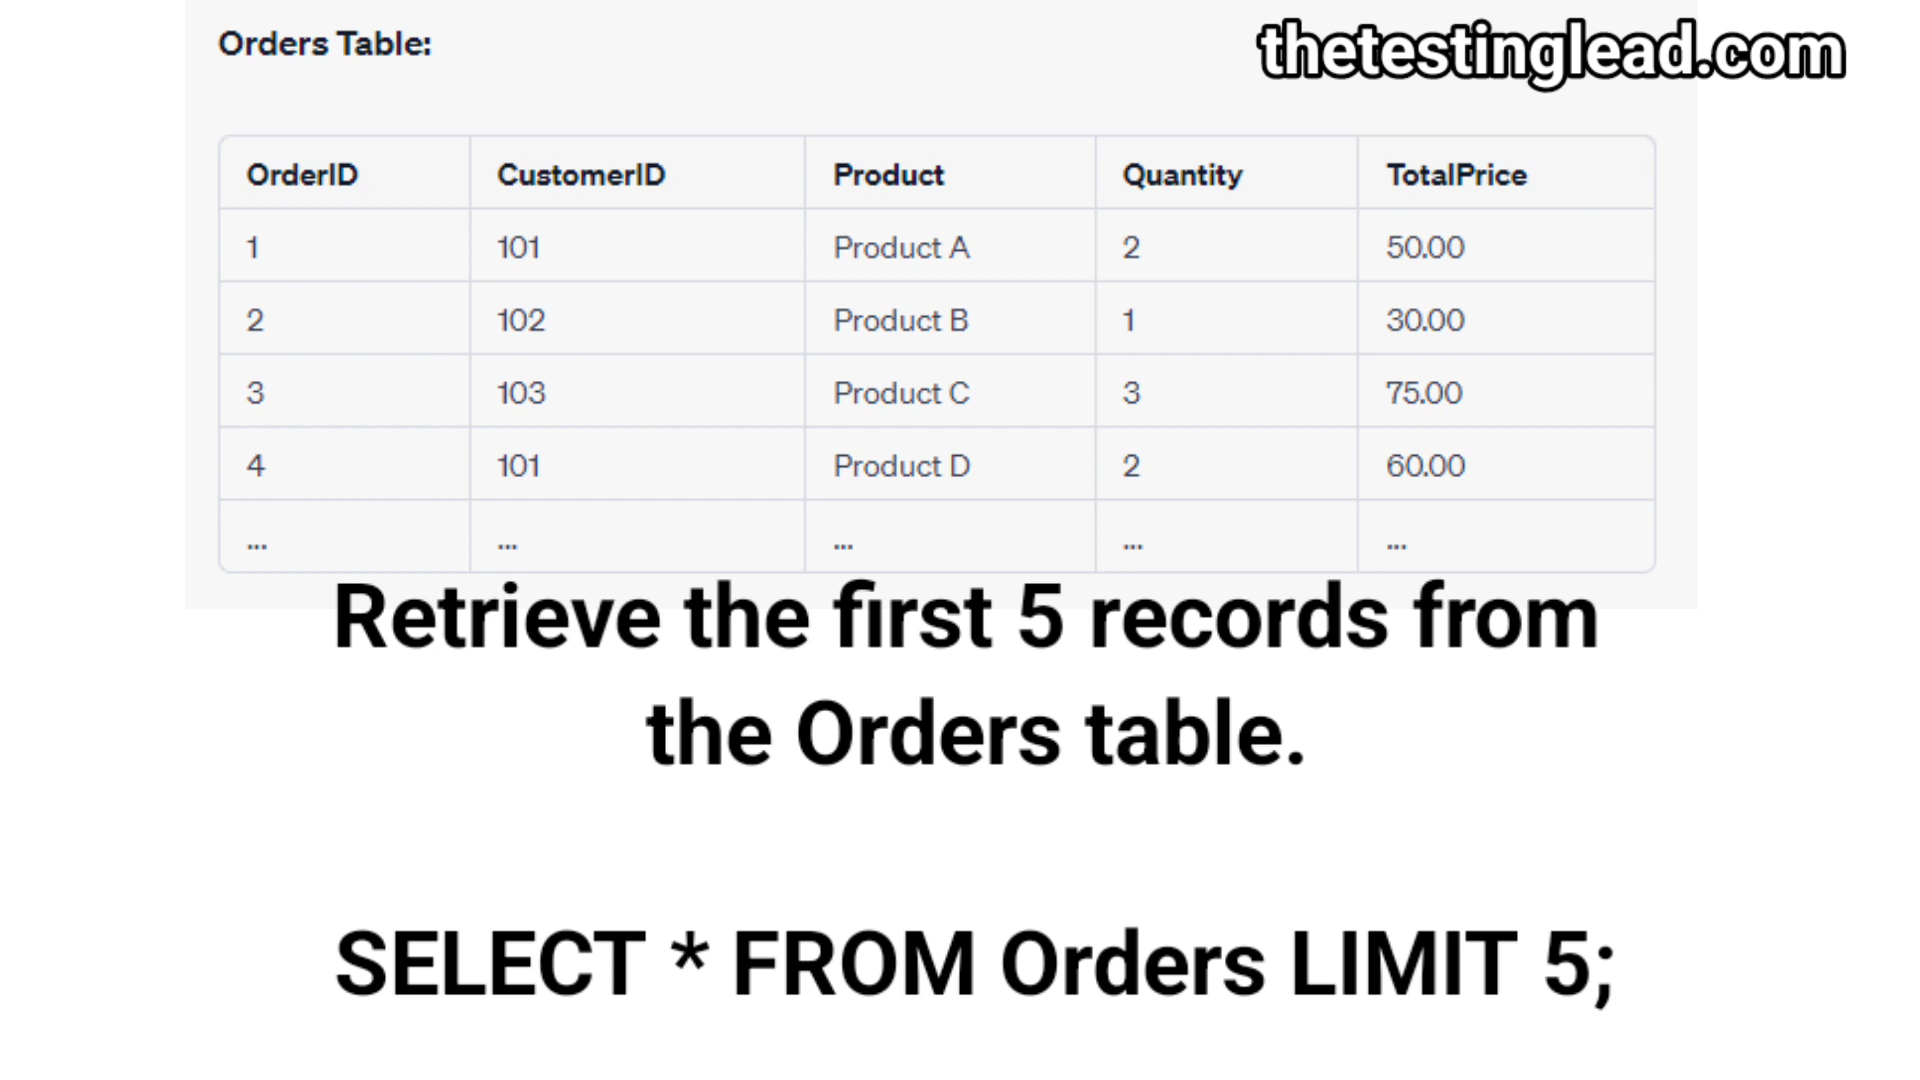 Orders Table:
thetestinglead.com
OrderID CustomerID Product Quantity TotalPrice
1 101 Product A 2 50.00
2 102 Product B 1 30.00
3 103 Product C 3 75.00
4 101 Product D 2 60.00
... ... ... ... ...
Retrieve the first 5 records from
the Orders table.
SELECT * FROM Orders LIMIT 5;